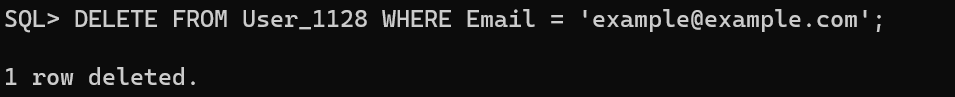 SQL> DELETE FROM User_1128 WHERE Email = 'example@example.com';
1 row deleted.